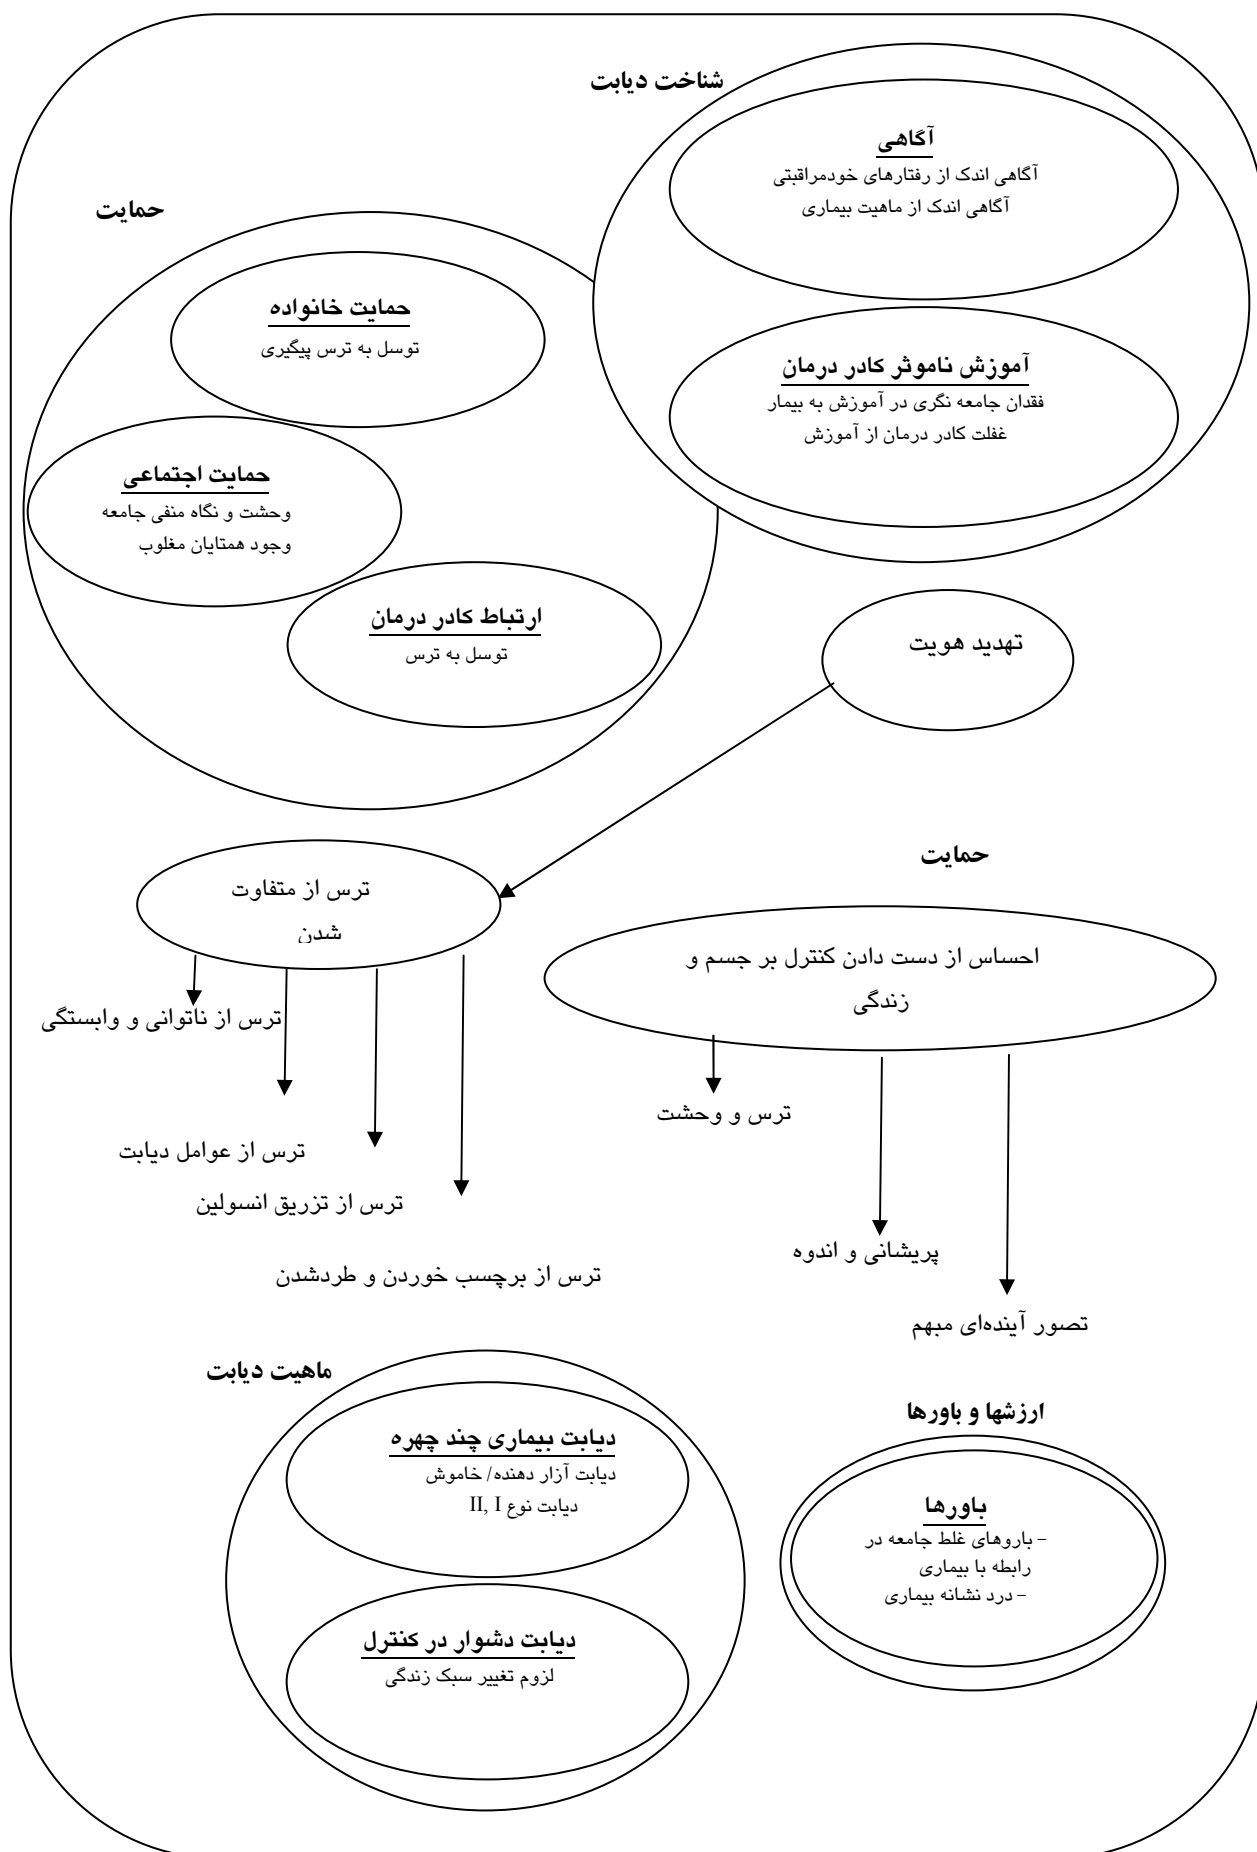 شناخت دیابت
آگاهی
آگاهی اندک از رفتارهای خودمراقبتی
آگاهی اندک از ماهیت بیماری
آموزش ناموثر کادر درمان
فقدان جامعه نگری در آموزش به بیمار
غفلت کادر درمان از آموزش
حمایت
حمایت خانواده
توسل به ترس پیگیری
حمایت اجتماعی
وحشت و نگاه منفی جامعه
وجود همتایان مغلوب
ارتباط کادر درمان
توسل به ترس
تهدید هویت
ترس از متفاوت
شدن
ترس از ناتوانی و وابستگی
ترس از عوامل دیابت
ترس از تزریق انسولین
ترس از برچسب خوردن و طردشدن
حمایت
احساس از دست دادن کنترل بر جسم و
زندگی
ترس و وحشت
پریشانی و اندوه
تصور آینده‌ای مبهم
ماهیت دیابت
دیابت بیماری چند چهره
دیابت آزار دهنده/ خاموش
دیابت نوع II, I
دیابت دشوار در کنترل
لزوم تغییر سبک زندگی
ارزشها و باورها
باورها
- باروهای غلط جامعه در
رابطه با بیماری
- درد نشانه بیماری